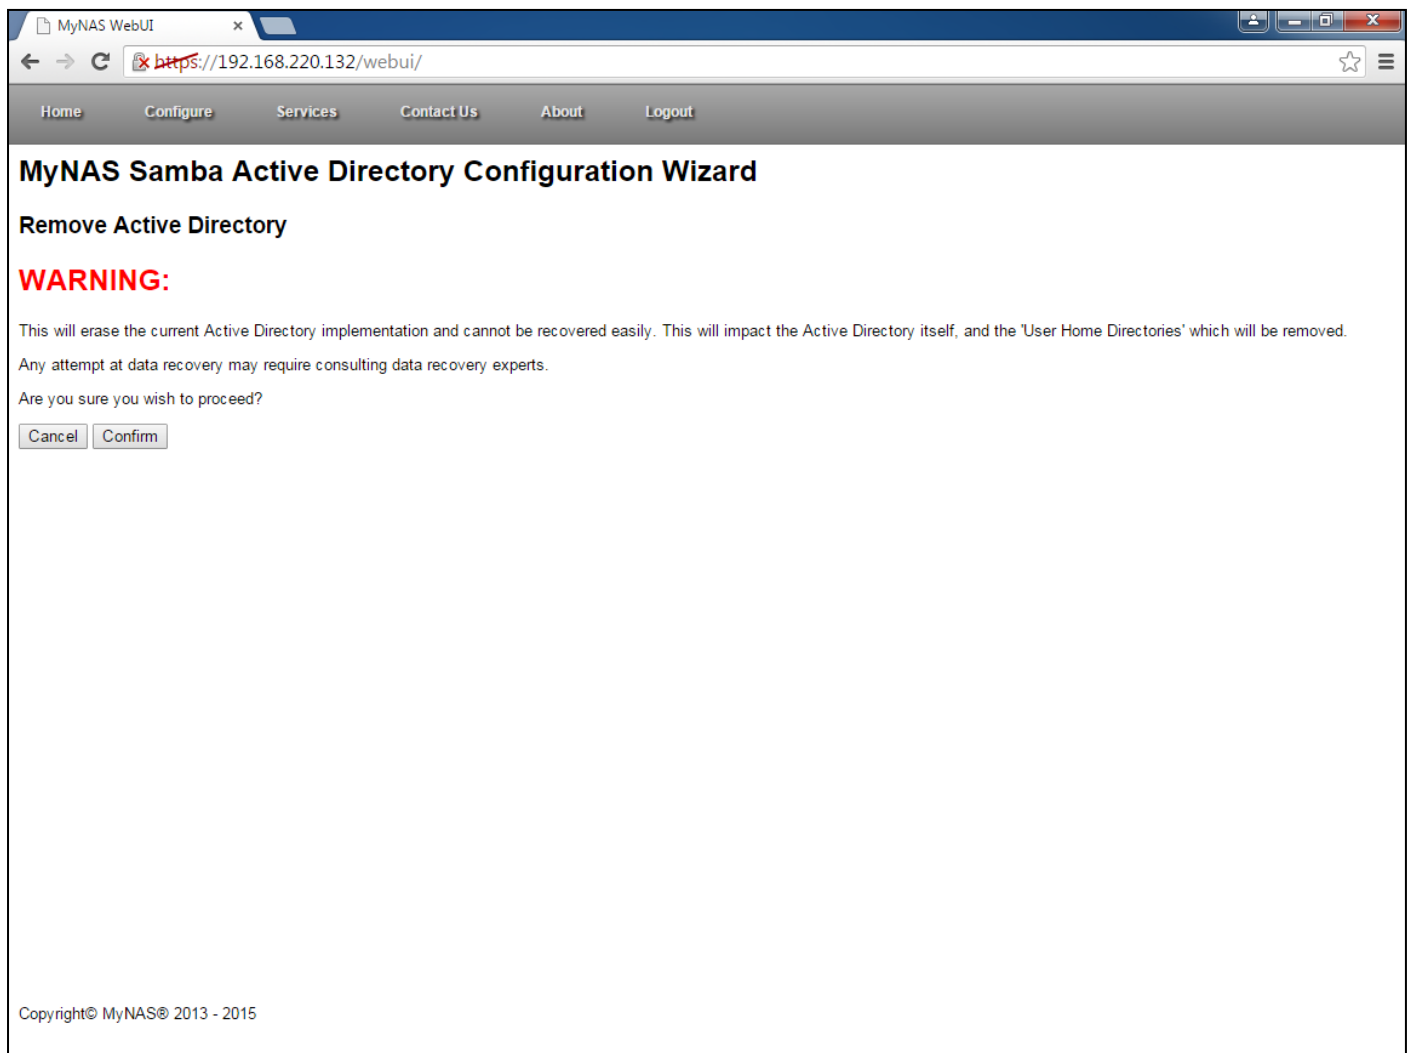 MyNAS WebUI
https://192.168.220.132/webui/
Home Configure Services Contact Us About Logout
MyNAS Samba Active Directory Configuration Wizard
Remove Active Directory
WARNING:
This will erase the current Active Directory implementation and cannot be recovered easily. This will impact the Active Directory itself, and the 'User Home Directories' which will be removed.
Any attempt at data recovery may require consulting data recovery experts.
Are you sure you wish to proceed?
Cancel Confirm
Copyright© MyNAS® 2013 - 2015